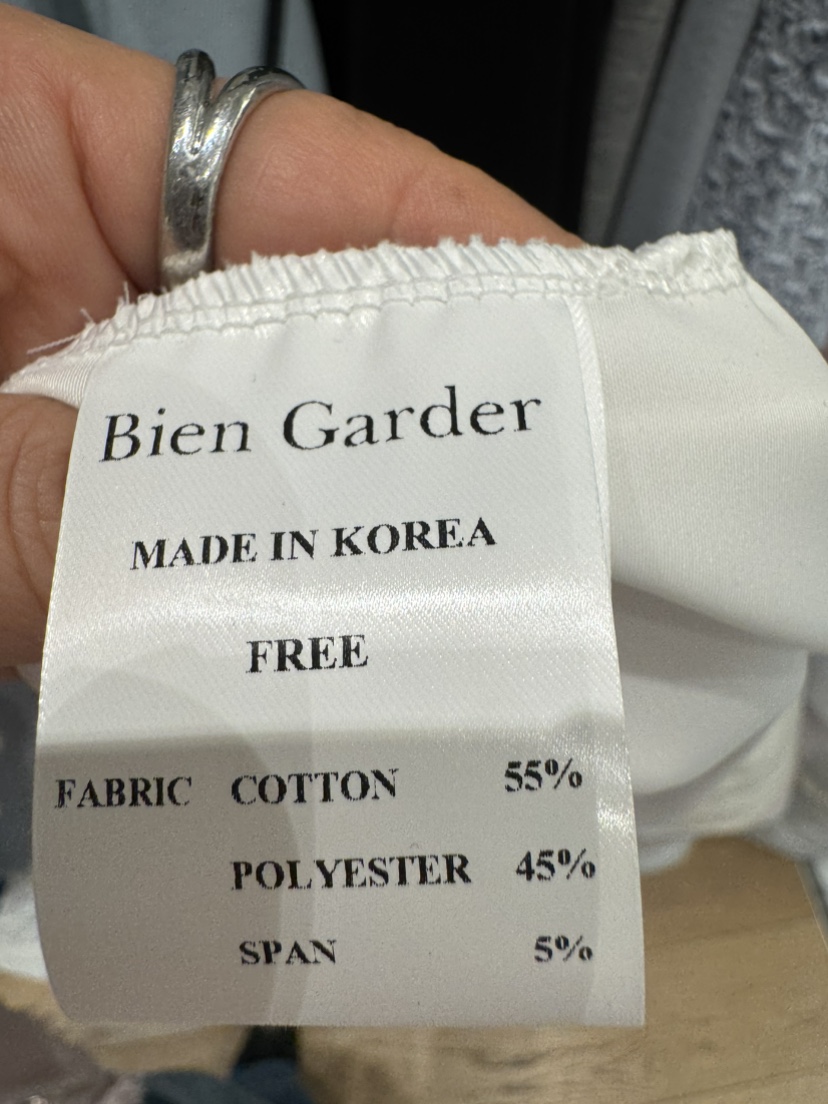 Bien Garder
MADE IN KOREA
FREE
FABRIC COTTON 55%
POLYESTER 45%
SPAN 5%